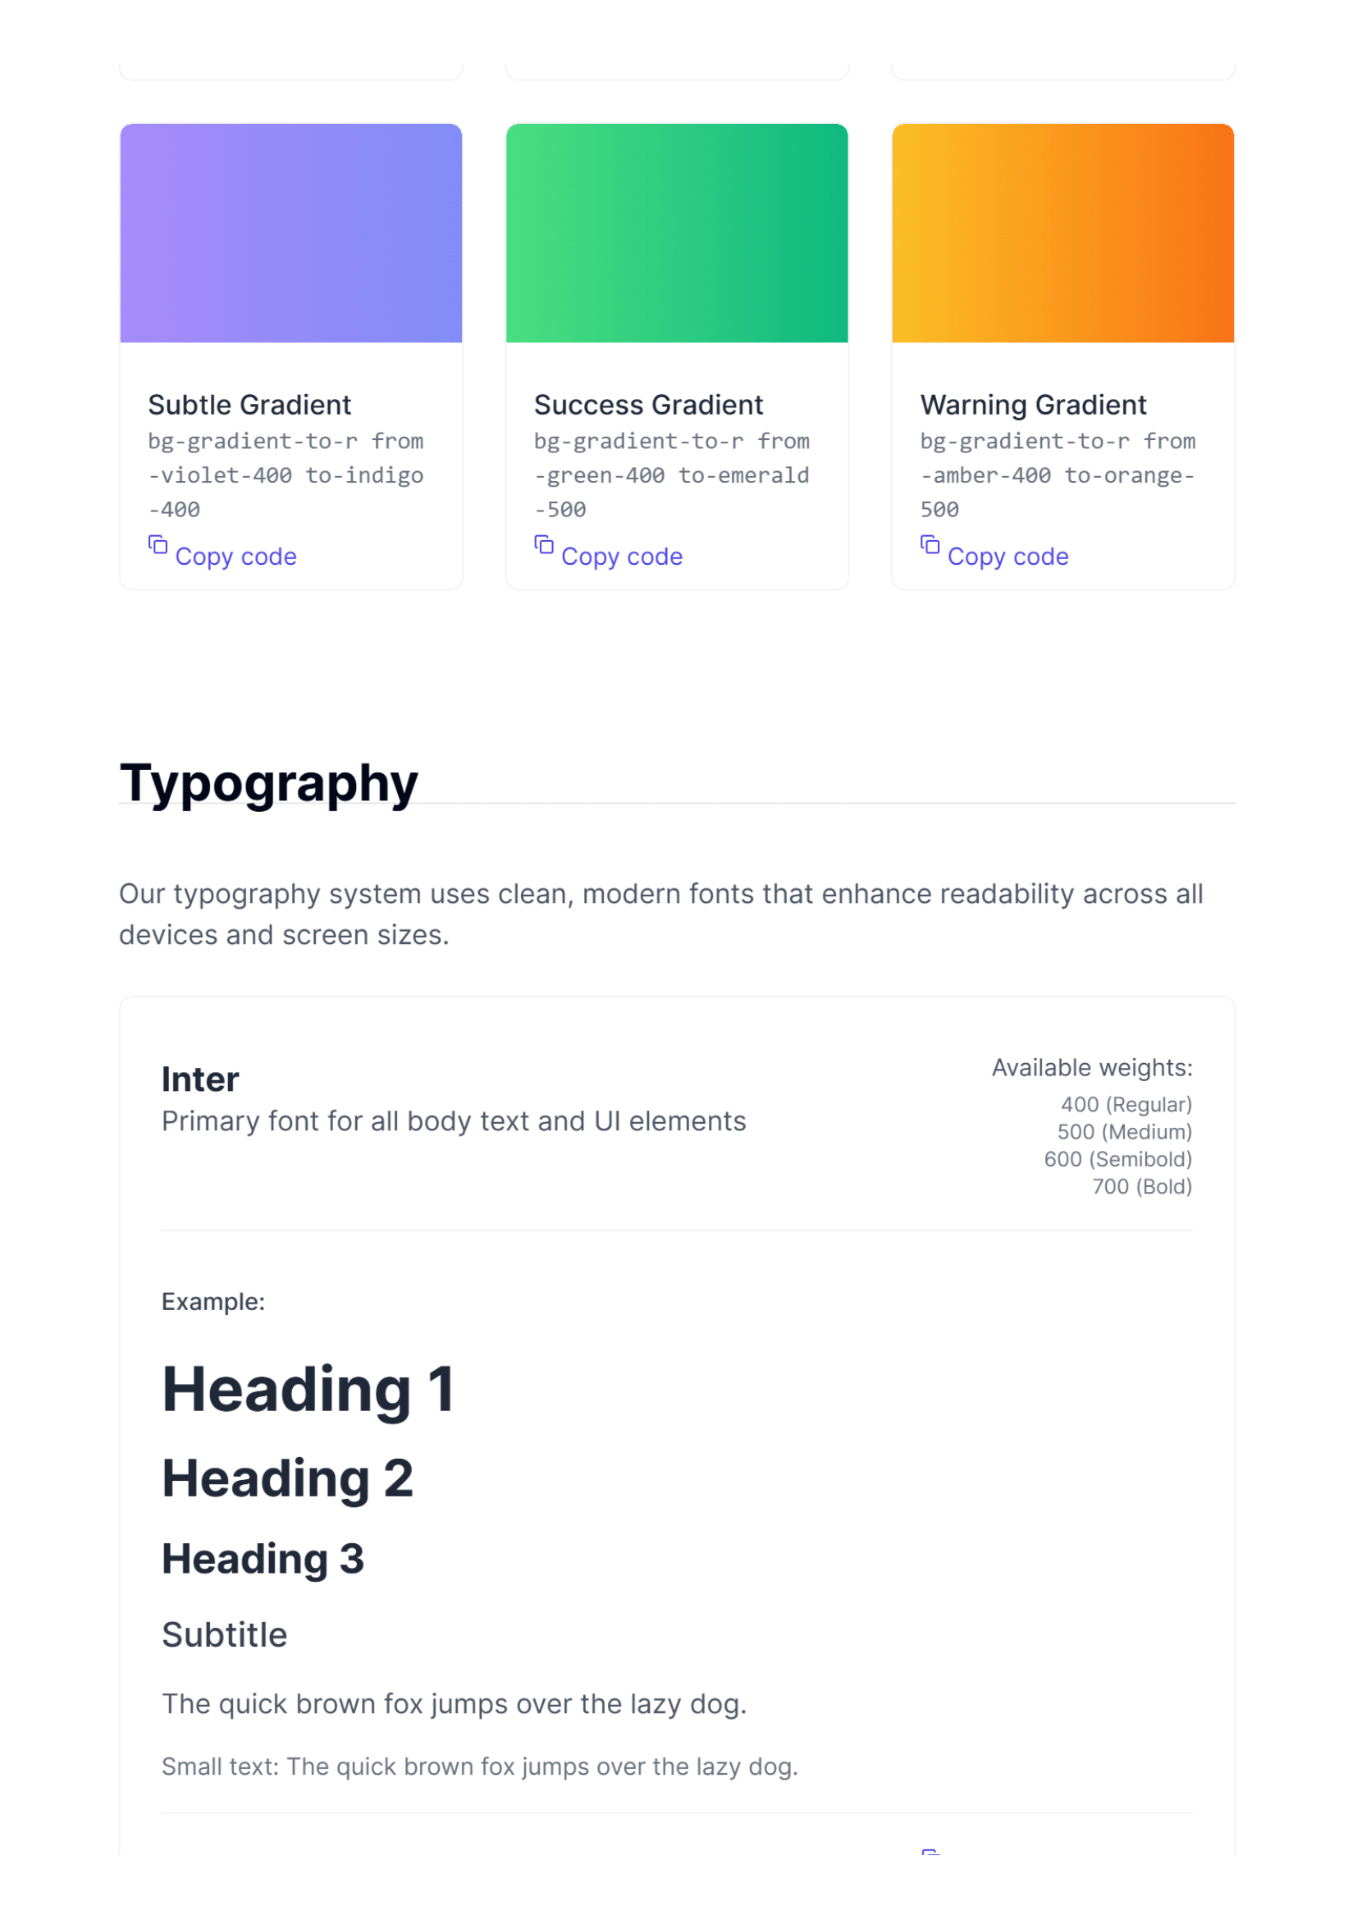 Subtle Gradient
bg-gradient-to-r from
-violet-400 to-indigo
-400
Copy code
Success Gradient
bg-gradient-to-r from
-green-400 to-emerald
-500
Copy code
Warning Gradient
bg-gradient-to-r from
-amber-400 to-orange-
500
Copy code
Typography
Our typography system uses clean, modern fonts that enhance readability across all
devices and screen sizes.
Inter
Primary font for all body text and UI elements
Available weights:
400 (Regular)
500 (Medium)
600 (Semibold)
700 (Bold)
Example:
Heading 1
Heading 2
Heading 3
Subtitle
The quick brown fox jumps over the lazy dog.
Small text: The quick brown fox jumps over the lazy dog.